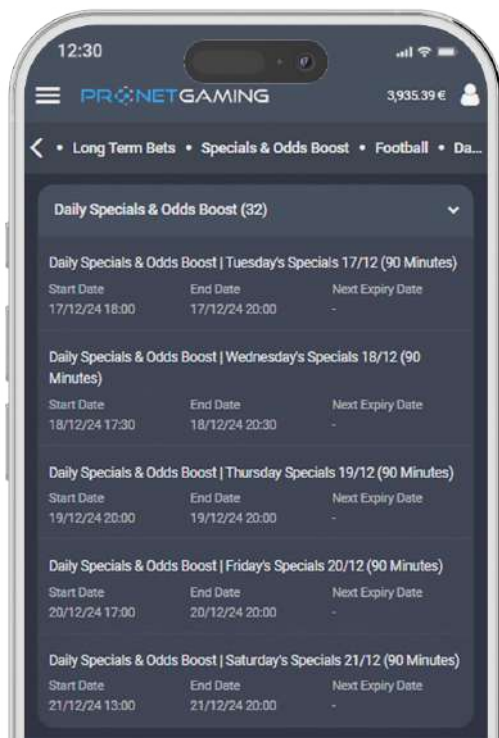 12:30
PRONETGAMING
3,935.39 €
• Long Term Bets • Specials & Odds Boost • Football • Da...
Daily Specials & Odds Boost (32)
Daily Specials & Odds Boost | Tuesday's Specials 17/12 (90 Minutes)
Start Date End Date Next Expiry Date
17/12/24 18:00 17/12/24 20:00 -
Daily Specials & Odds Boost | Wednesday's Specials 18/12 (90
Minutes)
Start Date End Date Next Expiry Date
18/12/24 17:30 18/12/24 20:30 -
Daily Specials & Odds Boost | Thursday Specials 19/12 (90 Minutes)
Start Date End Date Next Expiry Date
19/12/24 20:00 19/12/24 20:00 -
Daily Specials & Odds Boost | Friday's Specials 20/12 (90 Minutes)
Start Date End Date Next Expiry Date
20/12/24 17:00 20/12/24 20:00 -
Daily Specials & Odds Boost | Saturday's Specials 21/12 (90 Minutes)
Start Date End Date Next Expiry Date
21/12/24 13:00 21/12/24 20:00 -